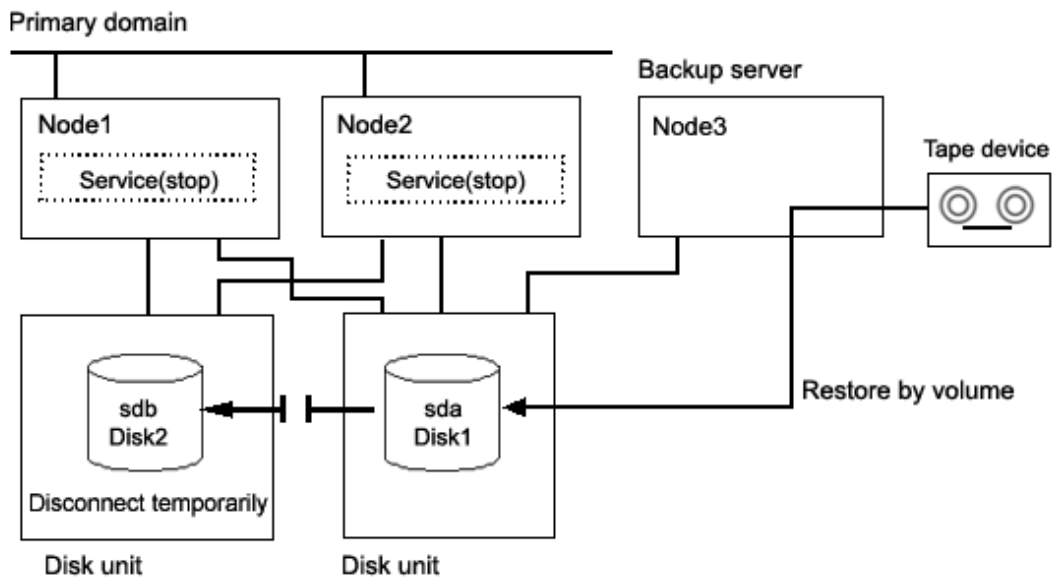 Primary domain
Backup server
Node1
Node2
Node3
Tape device
Service(stop)
Service(stop)
Restore by volume
sdb
Disk2
sda
Disk1
Disconnect temporarily
Disk unit
Disk unit